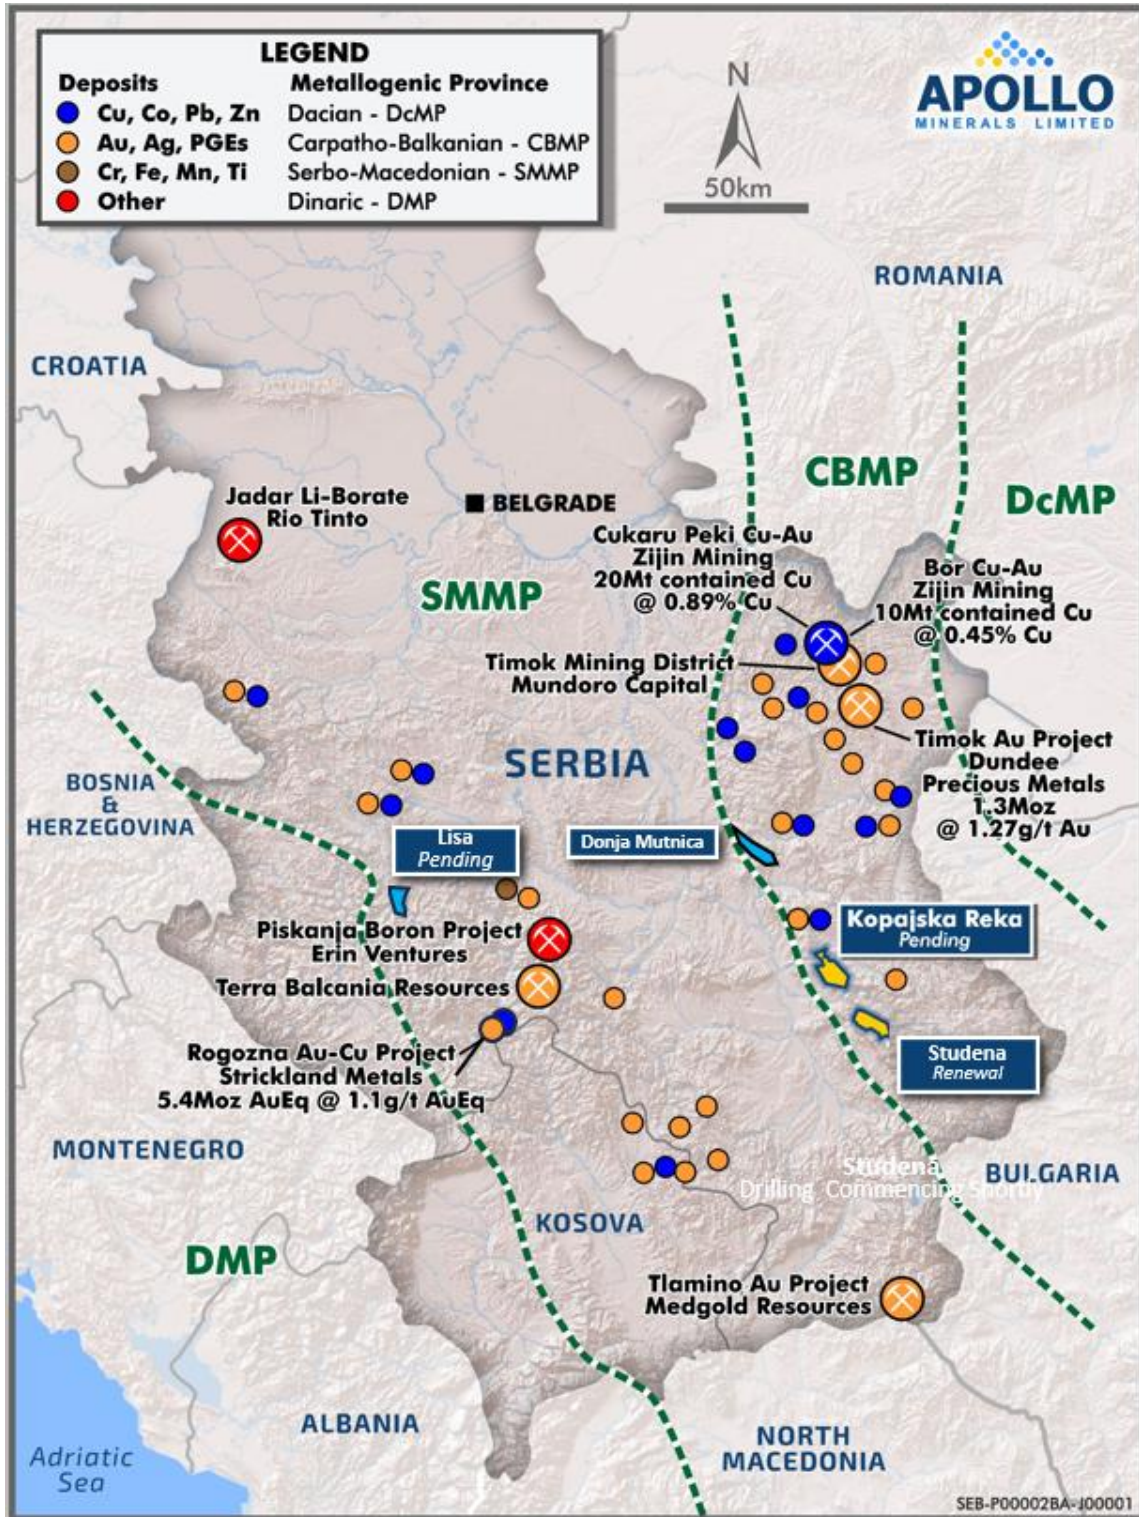 LEGEND
Deposits Metallogenic Province
Cu, Co, Pb, Zn Dacian - DcMP
Au, Ag, PGEs Carpatho-Balkanian - CBMP
Cr, Fe, Mn, Ti Serbo-Macedonian - SMMP
Other Dinaric - DMP
N
50km
APOLLO
MINERALS LIMITED
ROMANIA
CROATIA
CBMP
DcMP
Jadar Li-Borate
Rio Tinto
BELGRADE
Cukaru Peki Cu-Au
Zijin Mining
20Mt contained Cu
@ 0.89% Cu
Bor Cu-Au
Zijin Mining
10Mt contained Cu
@ 0.45% Cu
SMMP
Timok Mining District
Mundoro Capital
SERBIA
Timok Au Project
Dundee
Precious Metals
1.3Moz
@ 1.27g/t Au
BOSNIA
&
HERZEGOVINA
Lisa
Pending
Donja Mutnica
Kopajska Reka
Pending
Piskanja Boron Project
Erin Ventures
Terra Balcania Resources
Rogozna Au-Cu Project
Strickland Metals
5.4Moz AuEq @ 1.1g/t AuEq
Studena
Renewal
MONTENEGRO
Studena
Drilling Commencing Shortly
BULGARIA
KOSOVA
DMP
Tlamino Au Project
Medgold Resources
ALBANIA
NORTH
MACEDONIA
Adriatic
Sea
SEB-P00002BA-J00001